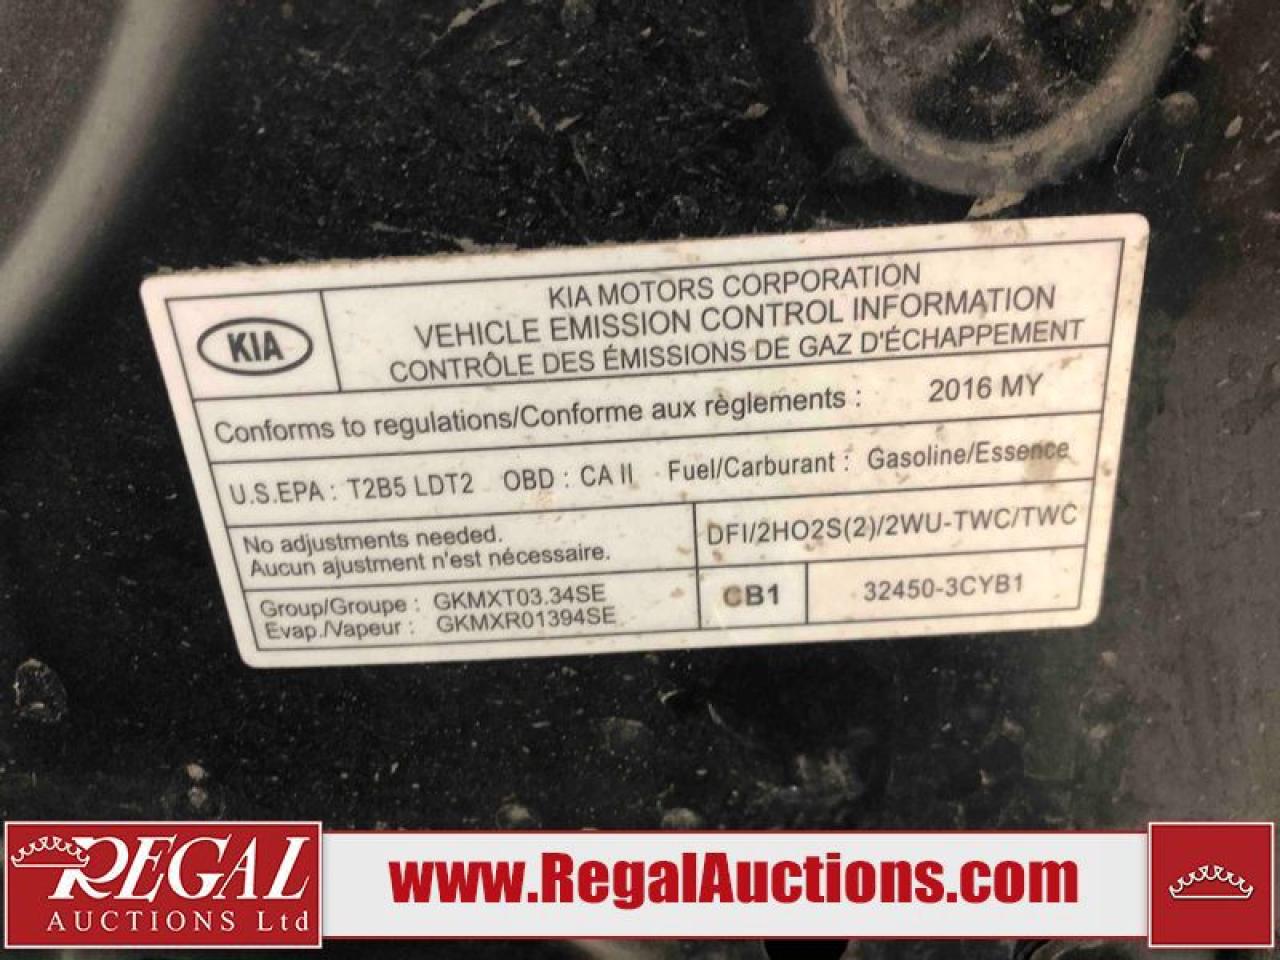 KIA
KIA MOTORS CORPORATION
VEHICLE EMISSION CONTROL INFORMATION
CONTRÔLE DES ÉMISSIONS DE GAZ D'ÉCHAPPEMENT
Conforms to regulations/Conforme aux règlements : 2016 MY
U.S.EPA : T2B5 LDT2 OBD : CA II Fuel/Carburant : Gasoline/Essence
No adjustments needed.
Aucun ajustment n'est nécessaire.
DFI/2HO2S(2)/2WU-TWC/TWC
Group/Groupe : GKMXT03.34SE
Evap./Vapeur : GKMXR01394SE
CB1
32450-3CYB1
REGAL
AUCTIONS Ltd
www.RegalAuctions.com